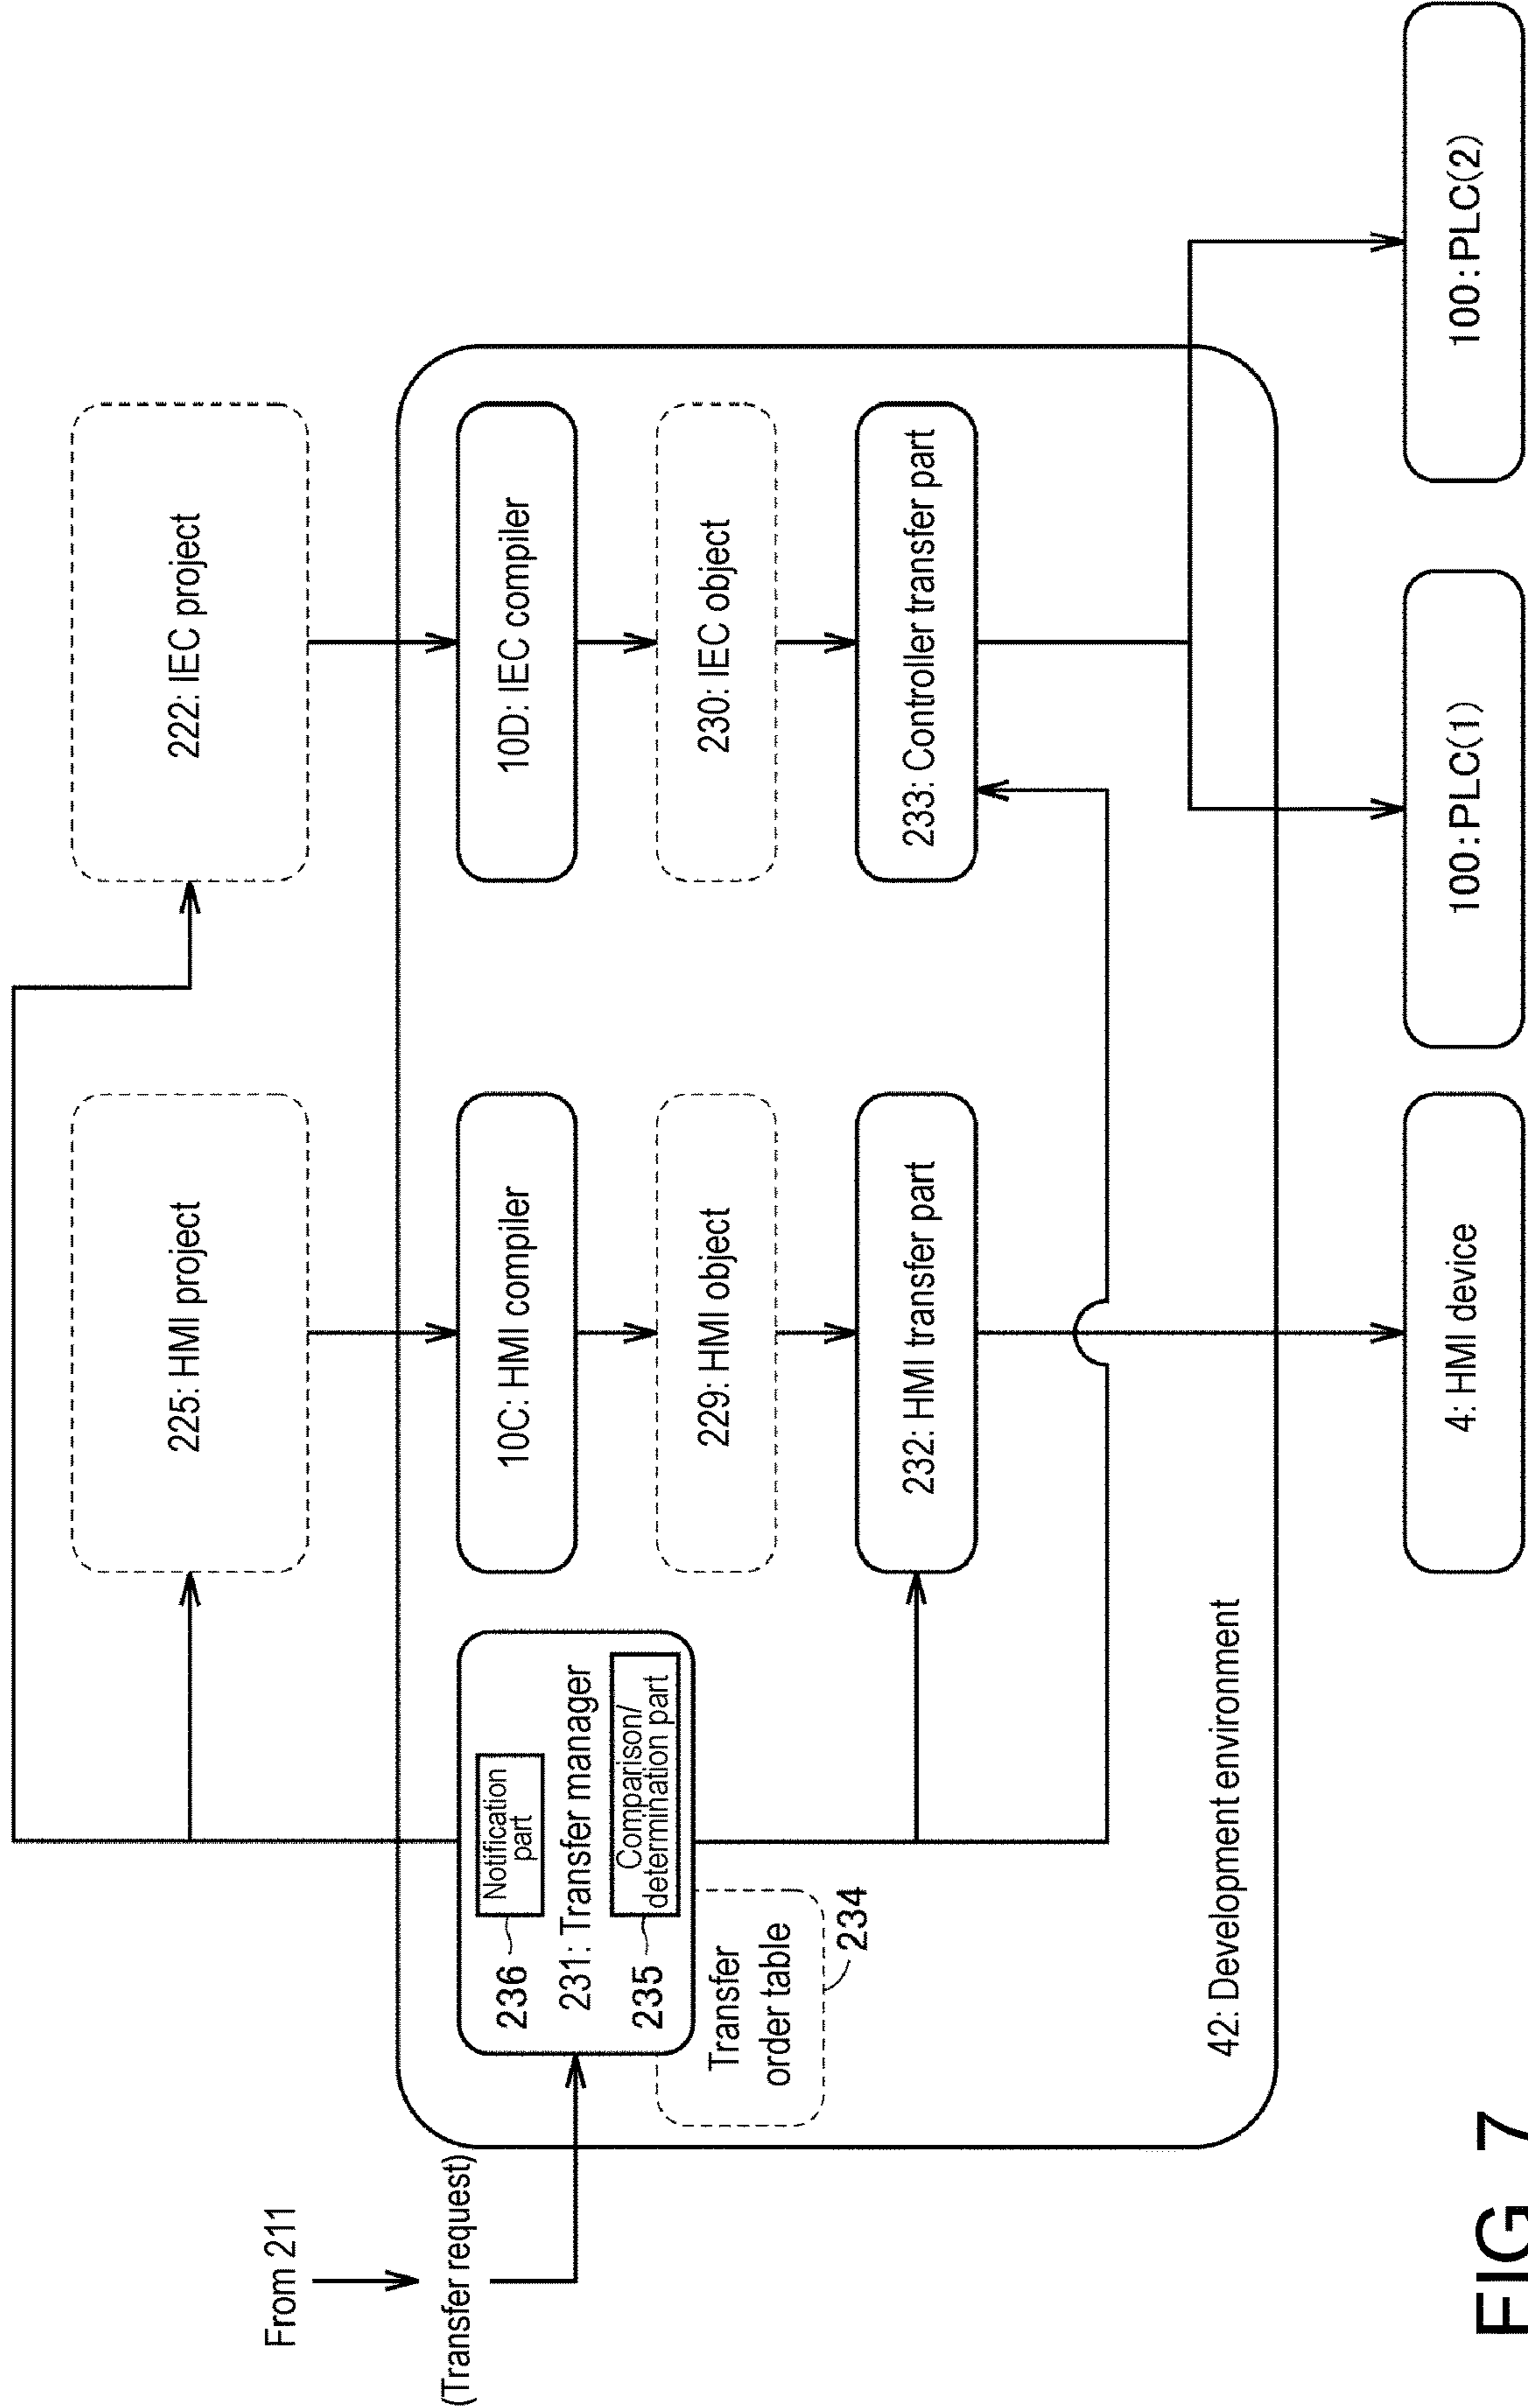 From 211
(Transfer request)
225: HMI project
222: IEC project
236
Notification
part
231: Transfer manager
235
Comparison/
determination part
Transfer
order table
234
10C: HMI compiler
10D: IEC compiler
229: HMI object
230: IEC object
232: HMI transfer part
233: Controller transfer part
42: Development environment
4: HMI device
100:PLC(1)
100:PLC(2)
FIG. 7